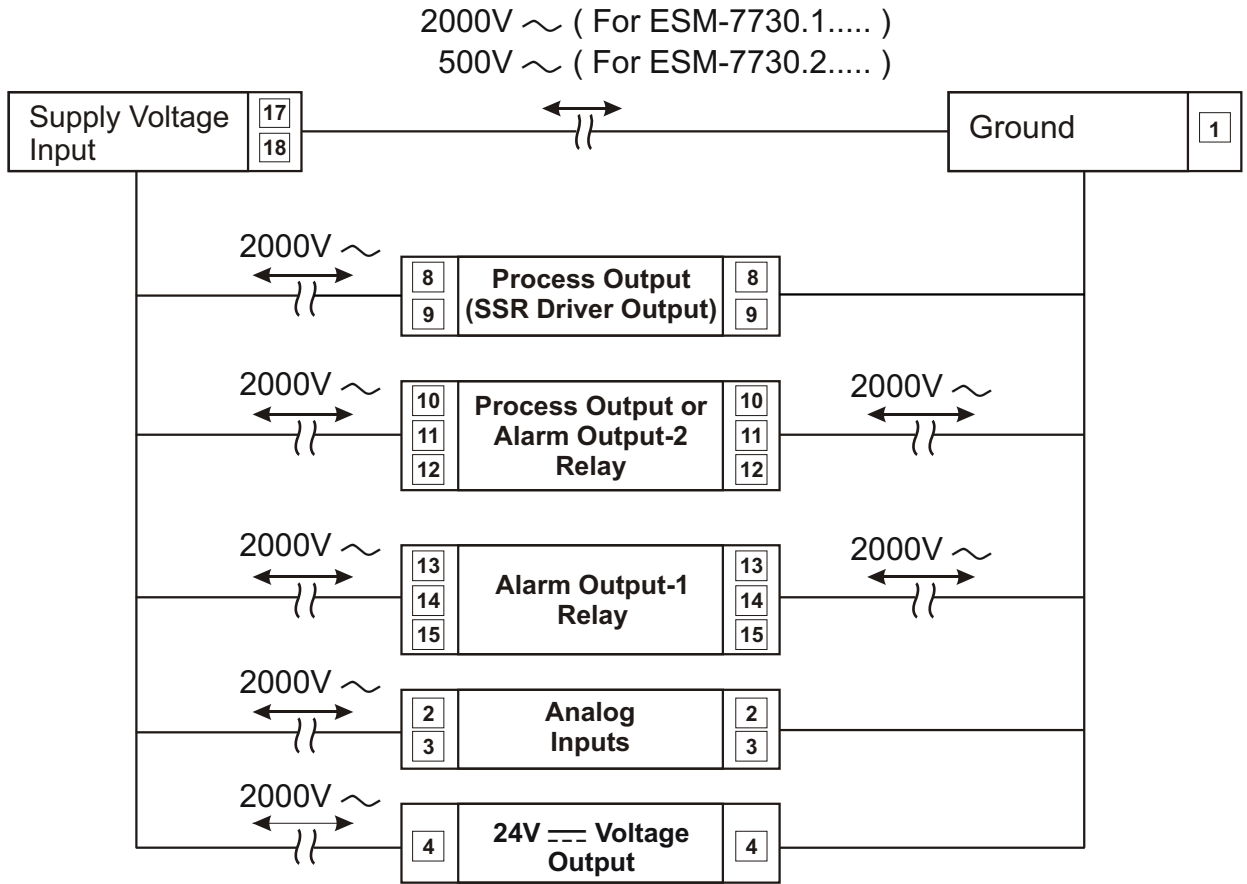 2000V ～ ( For ESM-7730.1..... )
500V ～ ( For ESM-7730.2..... )
Supply Voltage
Input
17
18
Ground
1
2000V ～
8
9
Process Output
(SSR Driver Output)
8
9
2000V ～
10
11
12
Process Output or
Alarm Output-2
Relay
10
11
12
2000V ～
2000V ～
13
14
15
Alarm Output-1
Relay
13
14
15
2000V ～
2000V ～
2
3
Analog
Inputs
2
3
2000V ～
4
24V ⎓ Voltage
Output
4